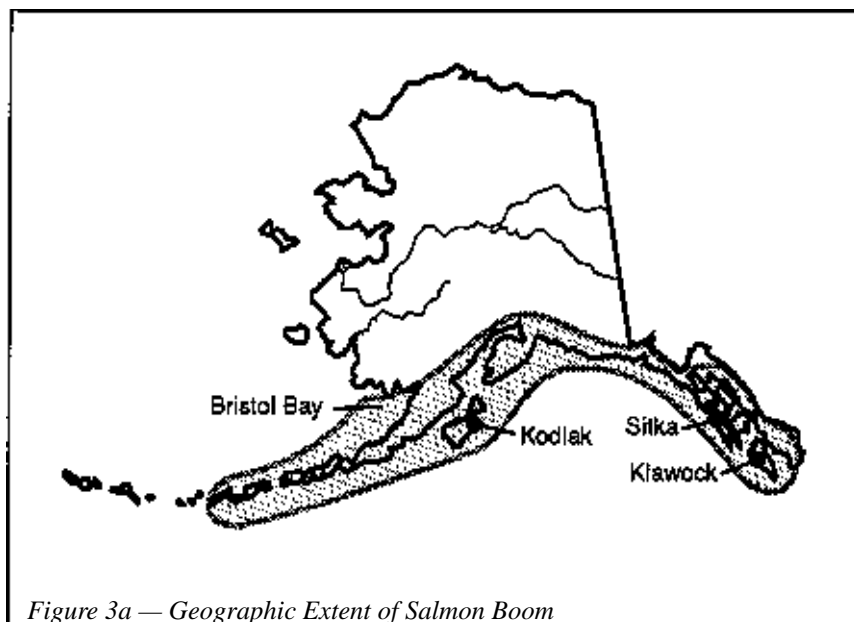 Bristol Bay
Kodiak
Sitka
Klawock
Figure 3a — Geographic Extent of Salmon Boom